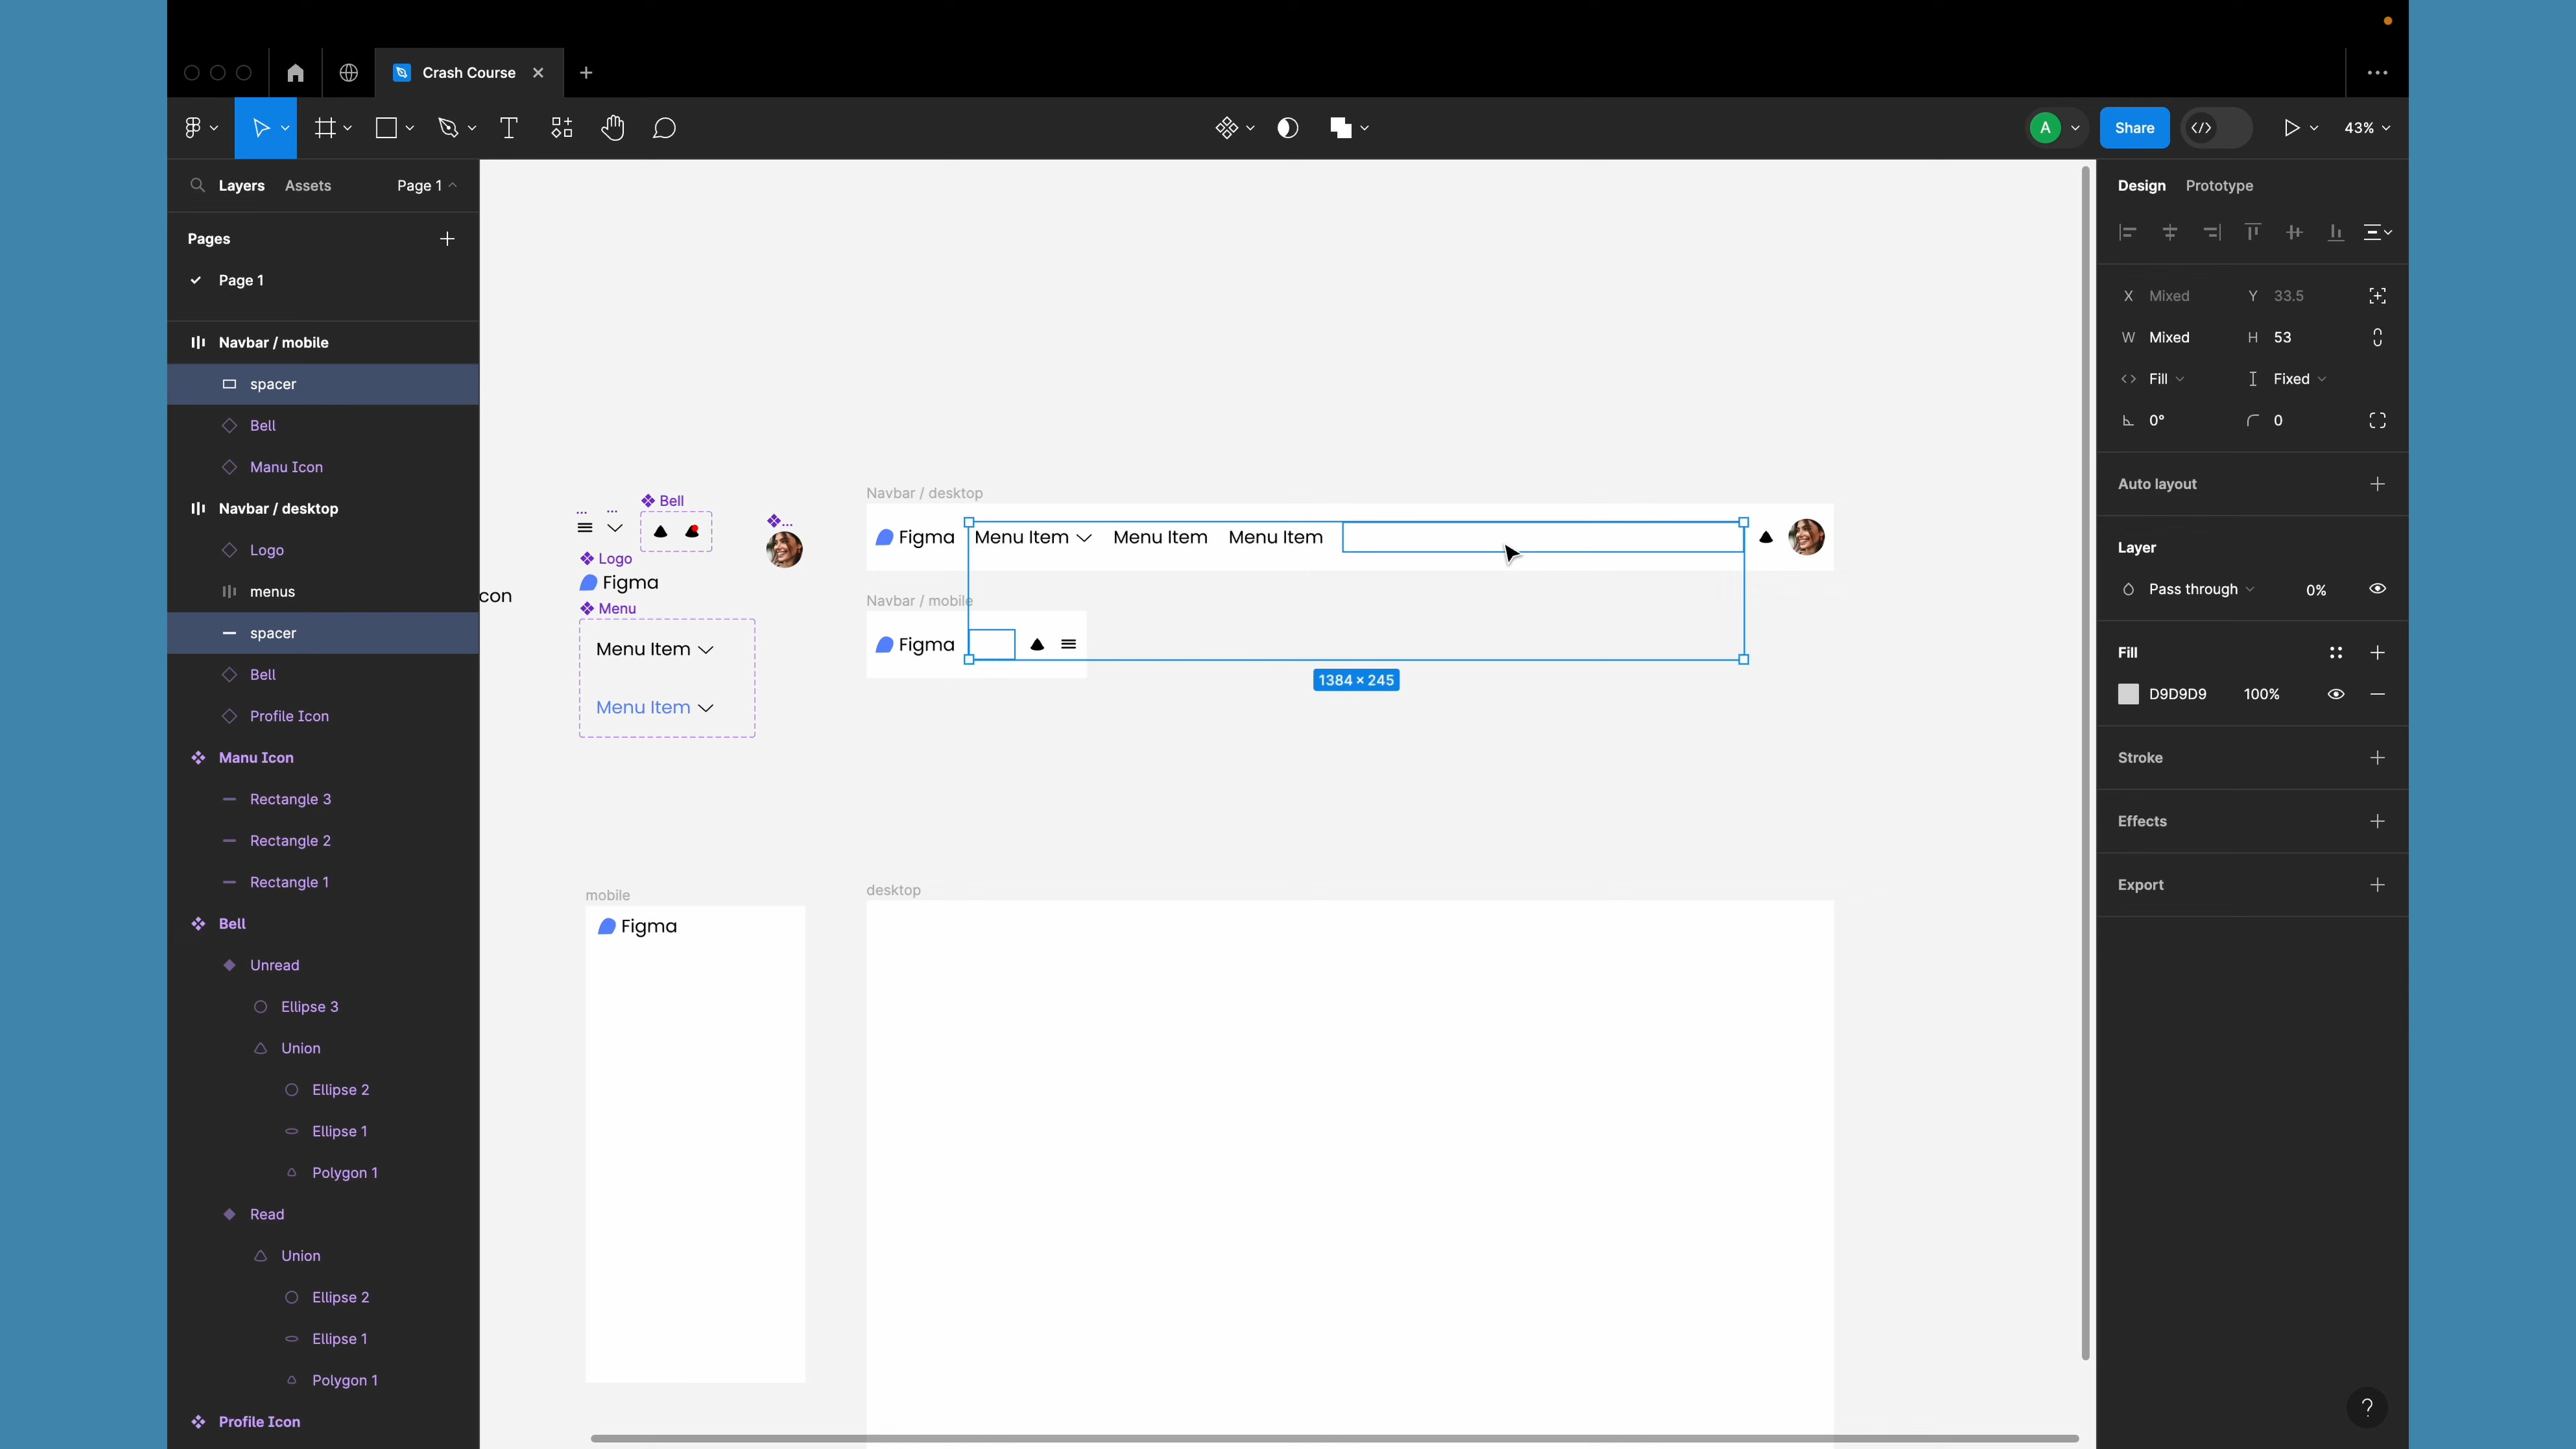 Crash Course
A
Share
43%
Layers Assets Page 1
Pages
Page 1
Navbar / mobile
spacer
Bell
Manu Icon
Navbar / desktop
Logo
menus
spacer
Bell
Profile Icon
Manu Icon
Rectangle 3
Rectangle 2
Rectangle 1
Bell
Unread
Ellipse 3
Union
Ellipse 2
Ellipse 1
Polygon 1
Read
Union
Ellipse 2
Ellipse 1
Polygon 1
Profile Icon
con
... ...
Bell
...
Logo
Figma
Menu
Menu Item
Menu Item
Navbar / desktop
Figma Menu Item Menu Item Menu Item
Navbar / mobile
Figma
1384 × 245
mobile
Figma
desktop
Design Prototype
X Mixed Y 33.5
W Mixed H 53
Fill Fixed
0° 0
Auto layout
Layer
Pass through 0%
Fill
D9D9D9 100%
Stroke
Effects
Export
?